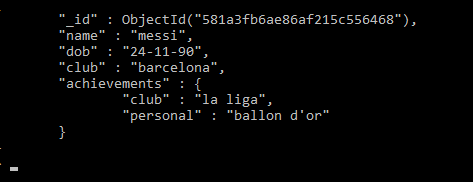 "_id" : ObjectId("581a3fb6ae86af215c556468"),
"name" : "messi",
"dob" : "24-11-90",
"club" : "barcelona",
"achievements" : {
"club" : "la liga",
"personal" : "ballon d'or"
}